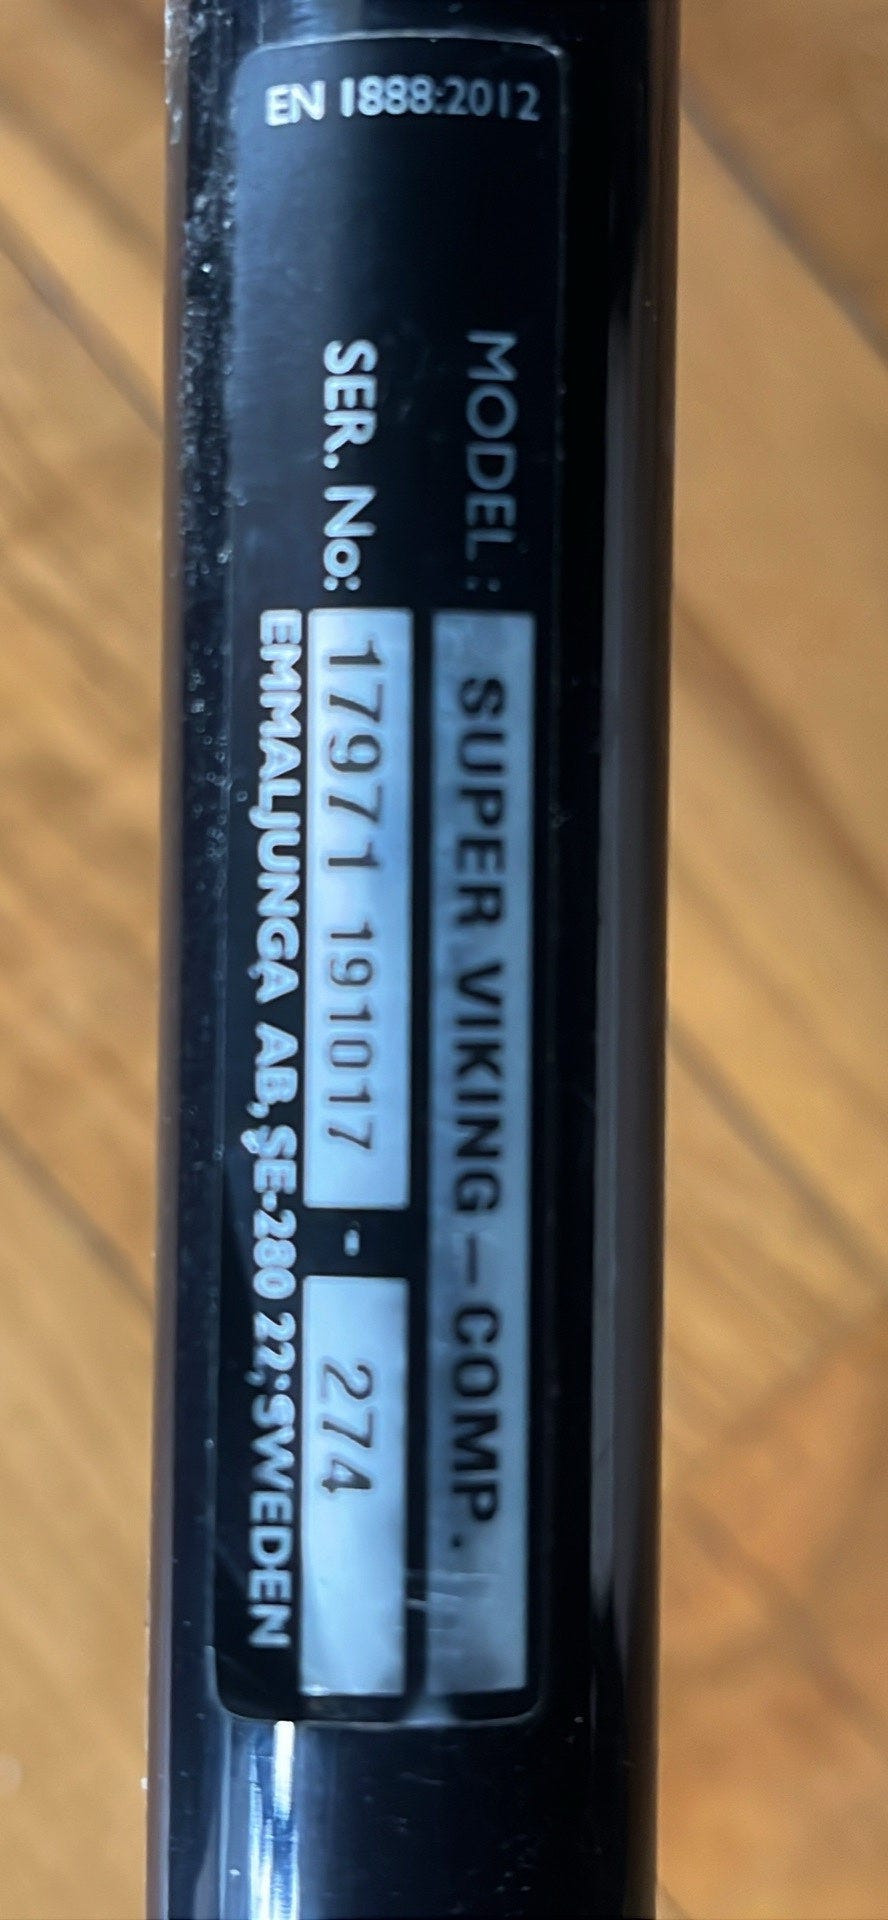 EN 1888:2012
MODEL: SUPER VIKING-COMP.
SER. No: 17971 191017 - 274
EMMALJUNGA AB, SE-280 22, SWEDEN